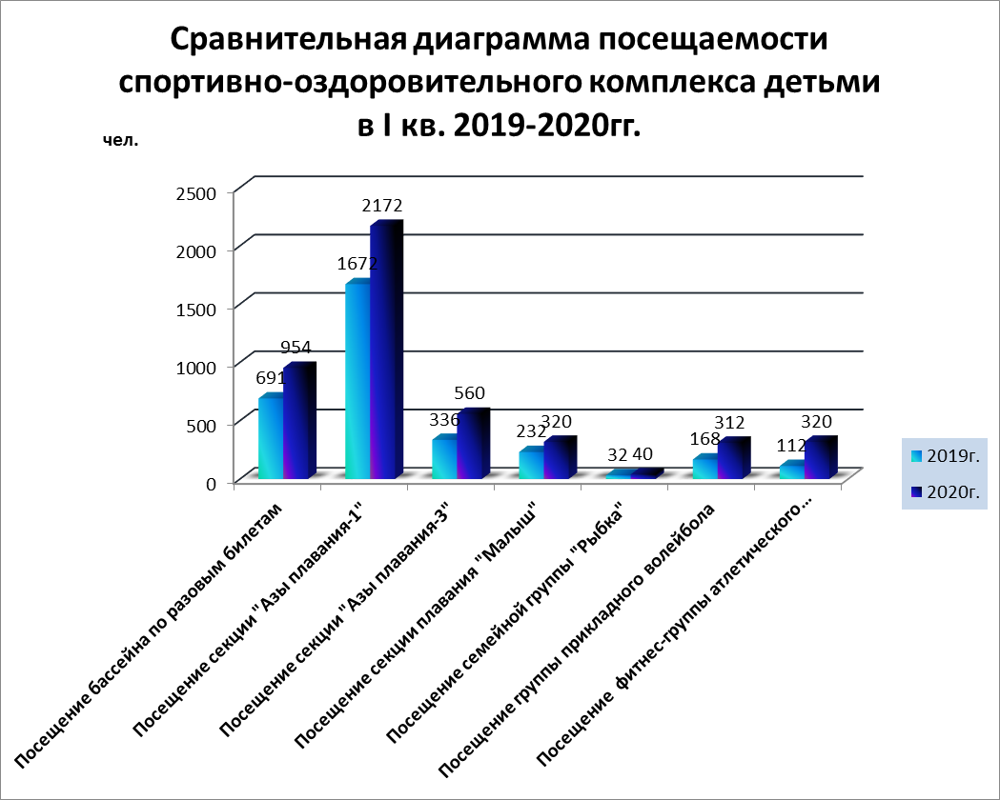 Сравнительная диаграмма посещаемости
спортивно-оздоровительного комплекса детьми
в I кв. 2019-2020гг.
чел.
2500
2000
1500
1000
500
0
691
954
1672
2172
336
560
232
320
32
40
168
312
112
320
Посещение бассейна по разовым билетам
Посещение секции "Азы плавания-1"
Посещение секции "Азы плавания-3"
Посещение секции плавания "Малыш"
Посещение семейной группы "Рыбка"
Посещение группы прикладного волейбола
Посещение фитнес-группы атлетического...
2019г.
2020г.